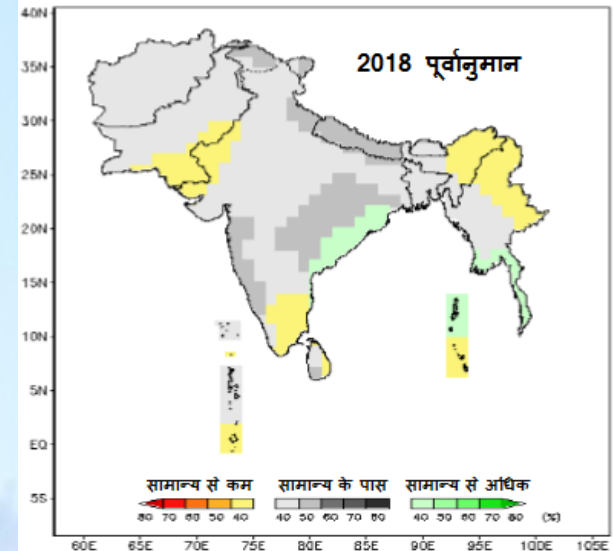 40N
2018 पूर्वानुमान
35N
30N
25N
20N
15N
10N
5N
EQ
5S
सामान्य से कम सामान्य के पास सामान्य से अधिक
80 70 60 50 40 40 50 60 70 80 40 50 60 70 80 (%)
60E 65E 70E 75E 80E 85E 90E 95E 100E 105E